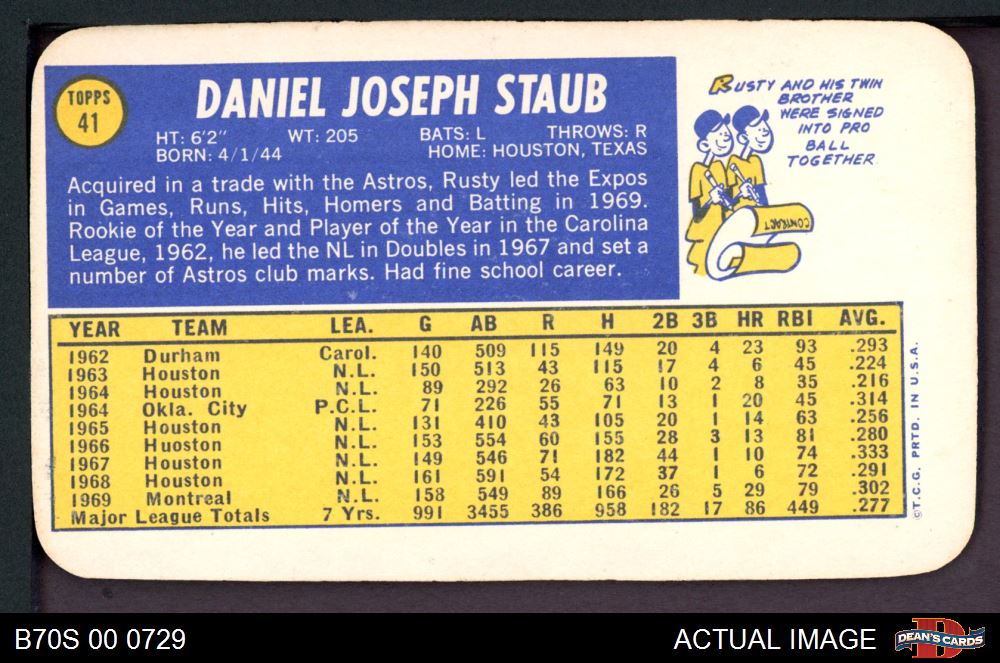 TOPPS
41
DANIEL JOSEPH STAUB
HT: 6'2" WT: 205 BATS: L THROWS: R
BORN: 4/1/44 HOME: HOUSTON, TEXAS
Acquired in a trade with the Astros, Rusty led the Expos
in Games, Runs, Hits, Homers and Batting in 1969.
Rookie of the Year and Player of the Year in the Carolina
League, 1962, he led the NL in Doubles in 1967 and set a
number of Astros club marks. Had fine school career.
RUSTY AND HIS TWIN
BROTHER
WERE SIGNED
INTO PRO
BALL
TOGETHER
CONTRACT
YEAR TEAM LEA. G AB R H 2B 3B HR RBI AVG.
1962 Durham Carol. 140 509 115 149 20 4 23 93 .293
1963 Houston N.L. 150 513 43 115 17 4 6 45 .224
1964 Houston N.L. 89 292 26 63 10 2 8 35 .216
1964 Okla. City P.C.L. 71 226 55 71 13 1 20 45 .314
1965 Houston N.L. 131 410 43 105 20 1 14 63 .256
1966 Huoston N.L. 153 554 60 155 28 3 13 81 .280
1967 Houston N.L. 149 546 71 182 44 1 10 74 .333
1968 Houston N.L. 161 591 54 172 37 1 6 72 .291
1969 Montreal N.L. 158 549 89 166 26 5 29 79 .302
Major League Totals 7 Yrs. 991 3455 386 958 182 17 86 449 .277
©T.C.G. PRTD. IN U.S.A.
B70S 00 0729
ACTUAL IMAGE
DEAN'S CARDS